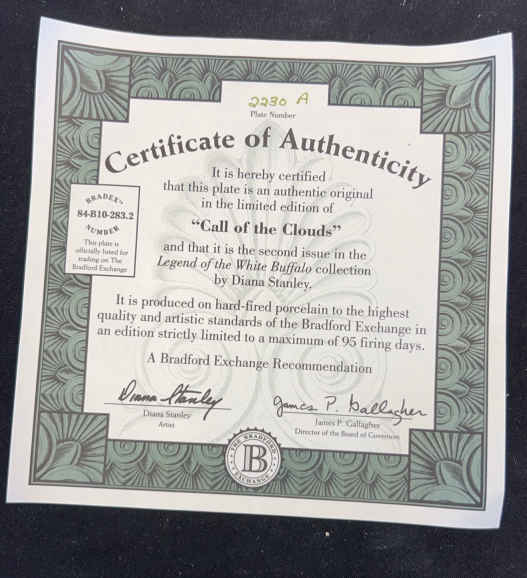 2230 A
Plate Number
Certificate of Authenticity
It is hereby certified
that this plate is an authentic original
in the limited edition of
“Call of the Clouds”
and that it is the second issue in the
Legend of the White Buffalo collection
by Diana Stanley.
BRADEX™
84-B10-283.2
NUMBER
This plate is
officially listed for
trading on The
Bradford Exchange
It is produced on hard-fired porcelain to the highest
quality and artistic standards of the Bradford Exchange in
an edition strictly limited to a maximum of 95 firing days.
A Bradford Exchange Recommendation
Diana Stanley
Diana Stanley
Artist
James P. Gallagher
James P. Gallagher
Director of the Board of Governors
THE BRADFORD
B
EXCHANGE